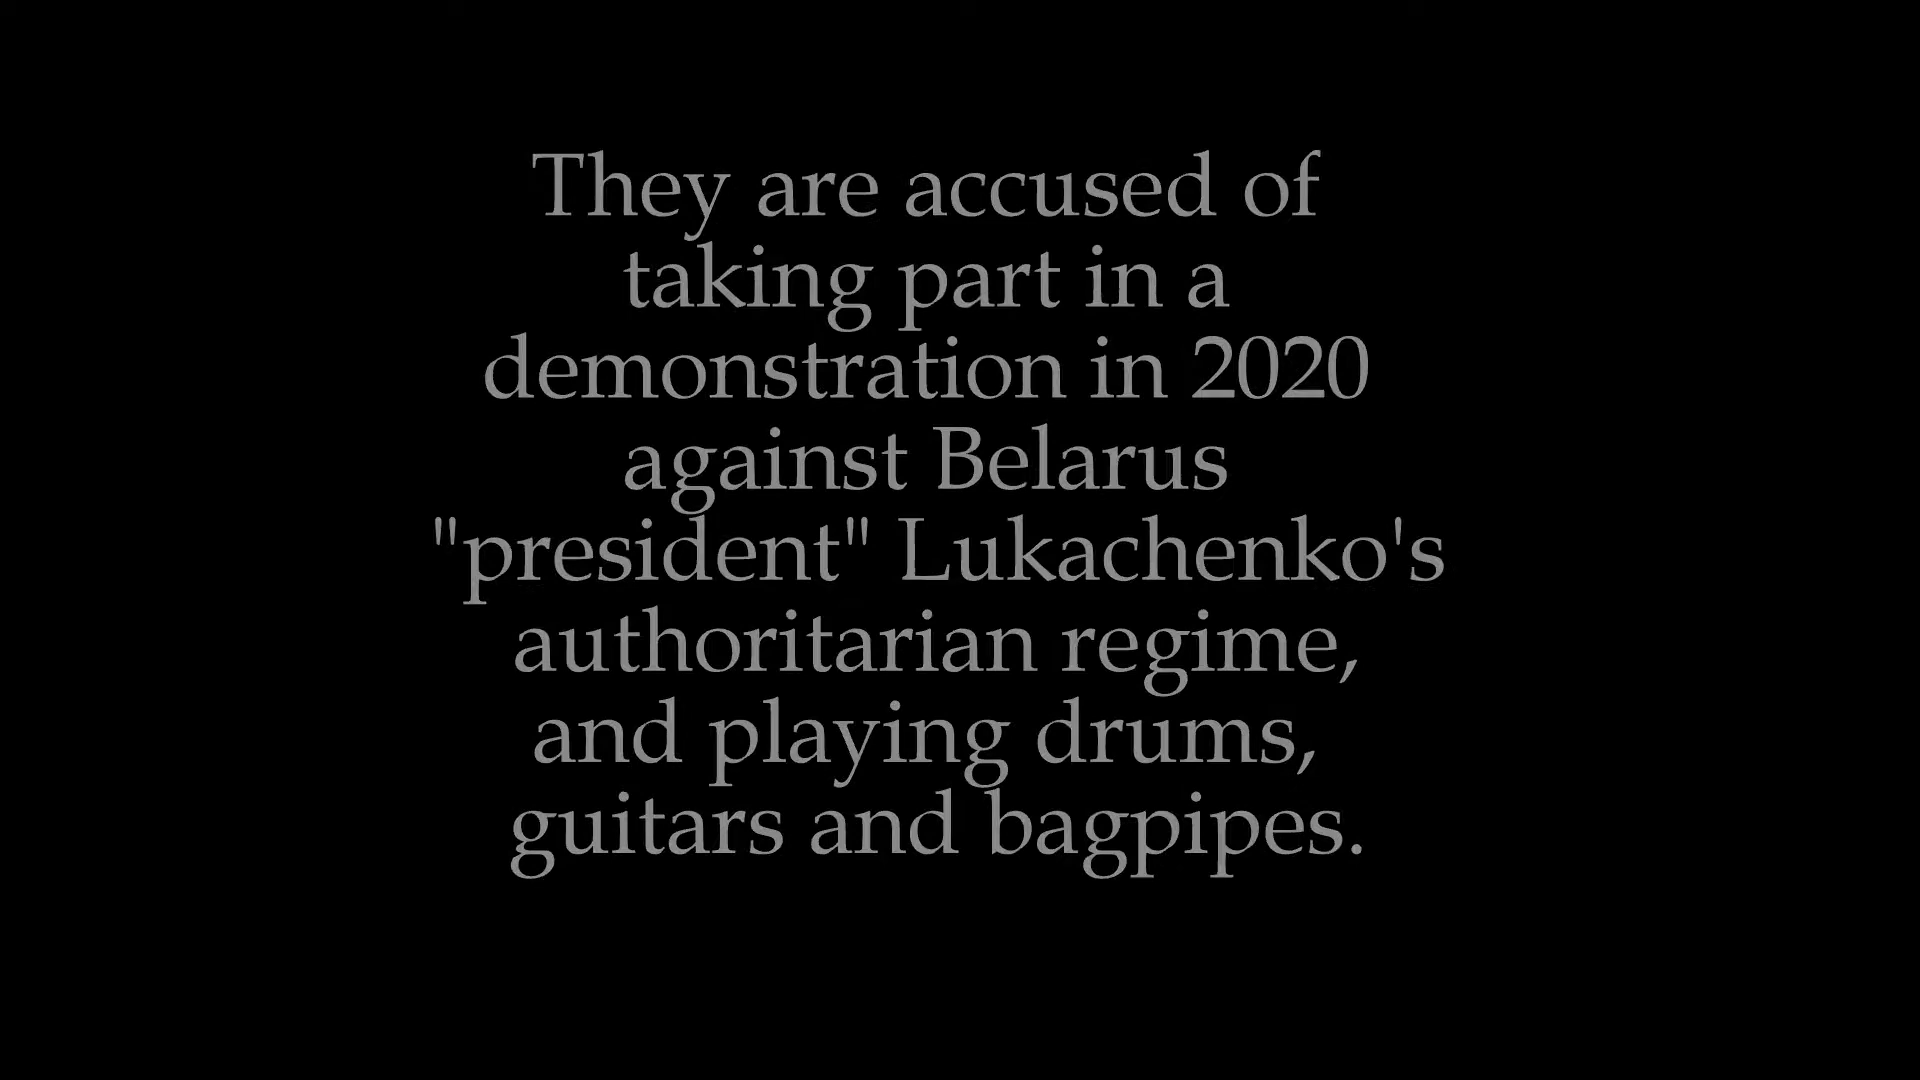 They are accused of
taking part in a
demonstration in 2020
against Belarus
"president" Lukachenko's
authoritarian regime,
and playing drums,
guitars and bagpipes.